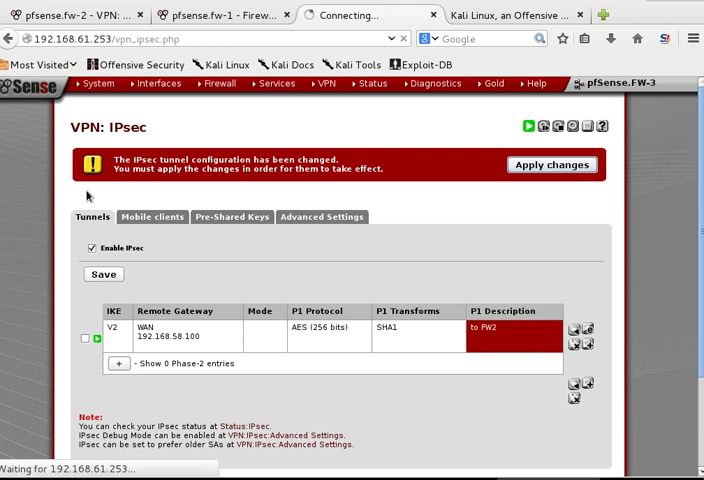 pfsense.fw-2 - VPN: ...
pfsense.fw-1 - Firew...
Connecting...
Kali Linux, an Offensive ...
192.168.61.253/vpn_ipsec.php
Google
Most Visited
Offensive Security
Kali Linux
Kali Docs
Kali Tools
Exploit-DB
Sense
System
Interfaces
Firewall
Services
VPN
Status
Diagnostics
Gold
Help
pfSense.FW-3
VPN: IPsec
The IPsec tunnel configuration has been changed.
You must apply the changes in order for them to take effect.
Apply changes
Tunnels
Mobile clients
Pre-Shared Keys
Advanced Settings
Enable IPsec
Save
IKE Remote Gateway Mode P1 Protocol P1 Transforms P1 Description
V2 WAN AES (256 bits) SHA1 to FW2
192.168.58.100
+ - Show 0 Phase-2 entries
Note:
You can check your IPsec status at Status:IPsec.
IPsec Debug Mode can be enabled at VPN:IPsec:Advanced Settings.
IPsec can be set to prefer older SAs at VPN:IPsec:Advanced Settings.
Waiting for 192.168.61.253...